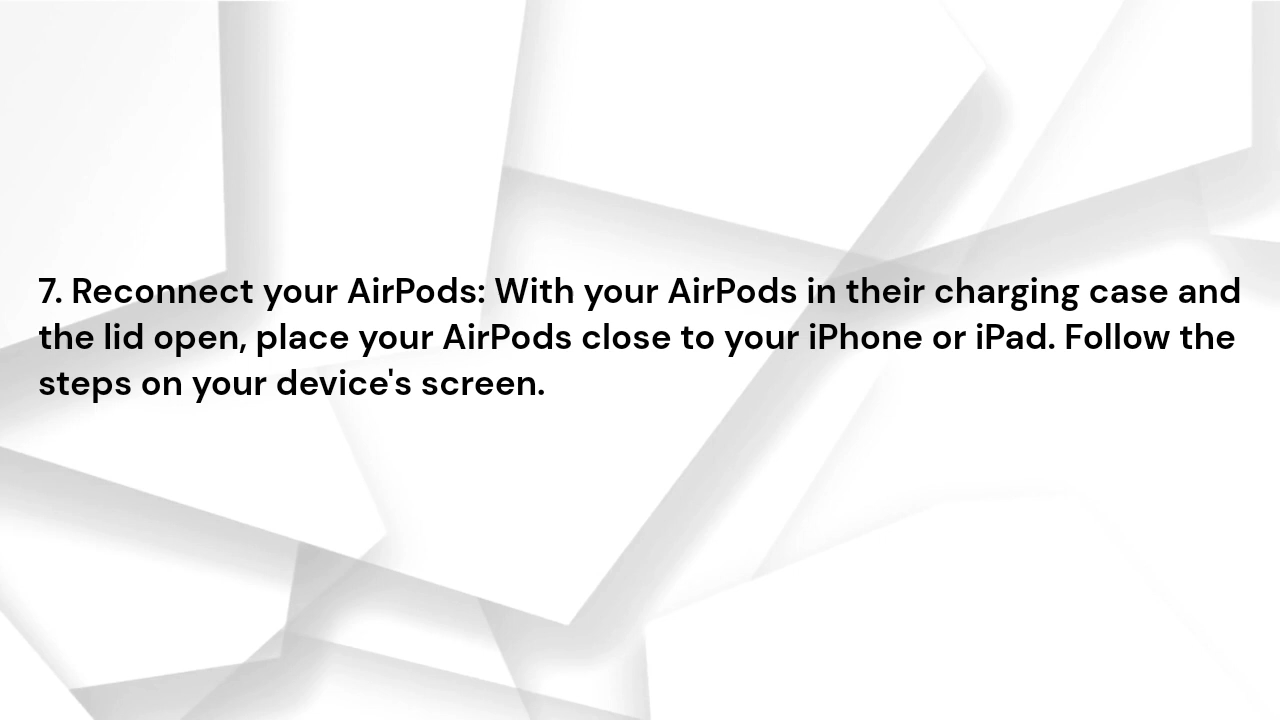 7. Reconnect your AirPods: With your AirPods in their charging case and
the lid open, place your AirPods close to your iPhone or iPad. Follow the
steps on your device's screen.